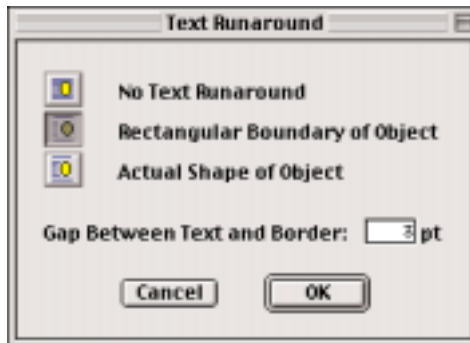 Text Runaround
No Text Runaround
Rectangular Boundary of Object
Actual Shape of Object
Gap Between Text and Border: pt
Cancel OK